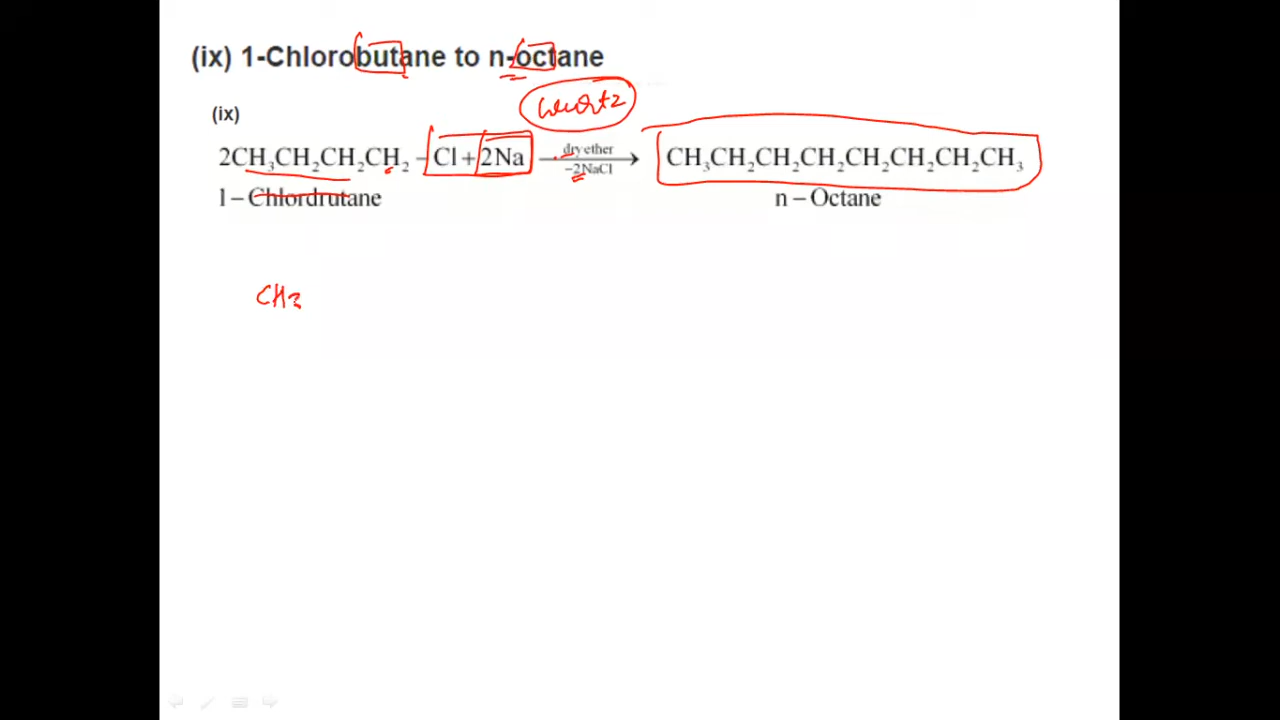 (ix) 1-Chlorobutane to n-octane
(ix)
wurtz
2CH₃CH₂CH₂CH₂ – Cl + 2Na dry ether → CH₃CH₂CH₂CH₂CH₂CH₂CH₂CH₃
–2NaCl
1 – Chlordrutane n – Octane
CH3